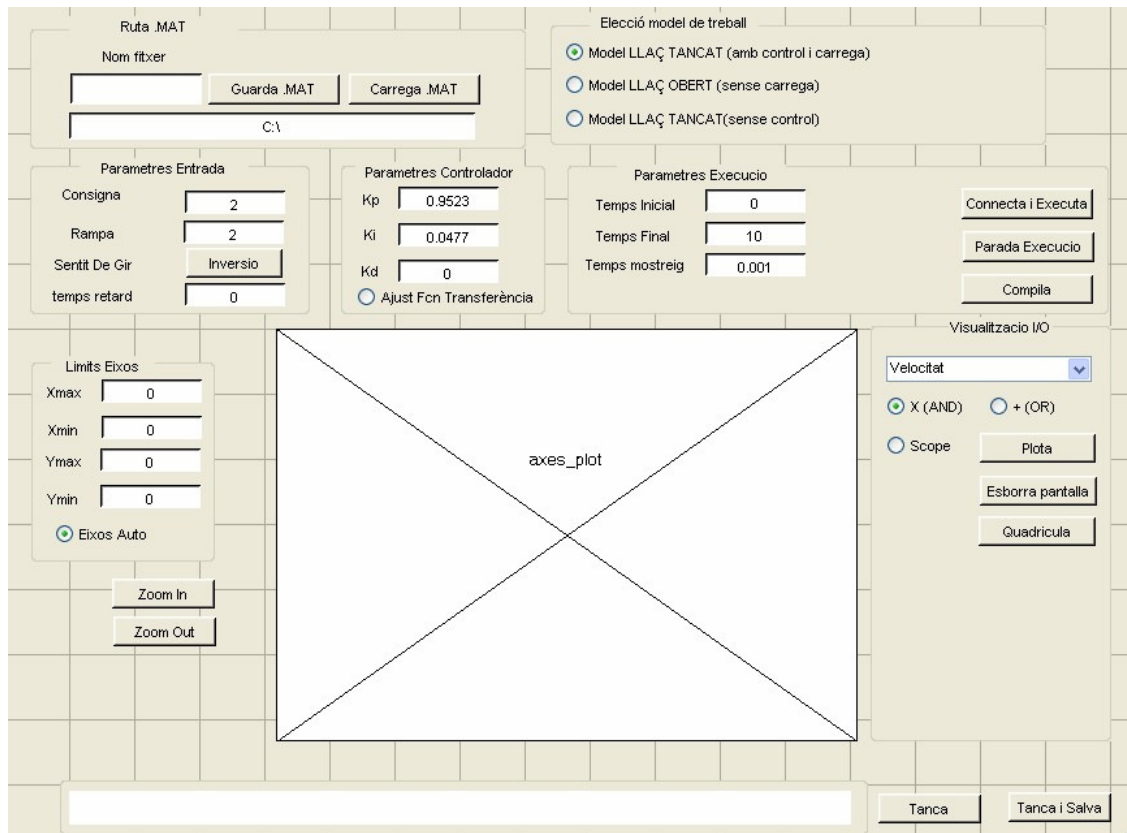 Ruta .MAT
Nom fitxer
Guarda .MAT
Carrega .MAT
C:\
Elecció model de treball
Model LLAÇ TANCAT (amb control i carrega)
Model LLAÇ OBERT (sense carrega)
Model LLAÇ TANCAT(sense control)
Parametres Entrada
Consigna 2
Rampa 2
Sentit De Gir Inversio
temps retard 0
Parametres Controlador
Kp 0.9523
Ki 0.0477
Kd 0
Ajust Fcn Transferència
Parametres Execucio
Temps Inicial 0
Temps Final 10
Temps mostreig 0.001
Connecta i Executa
Parada Execucio
Compila
Limits Eixos
Xmax 0
Xmin 0
Ymax 0
Ymin 0
Eixos Auto
Zoom In
Zoom Out
axes_plot
Visualitzacio I/O
Velocitat
X (AND) + (OR)
Scope Plota
Esborra pantalla
Quadricula
Tanca
Tanca i Salva